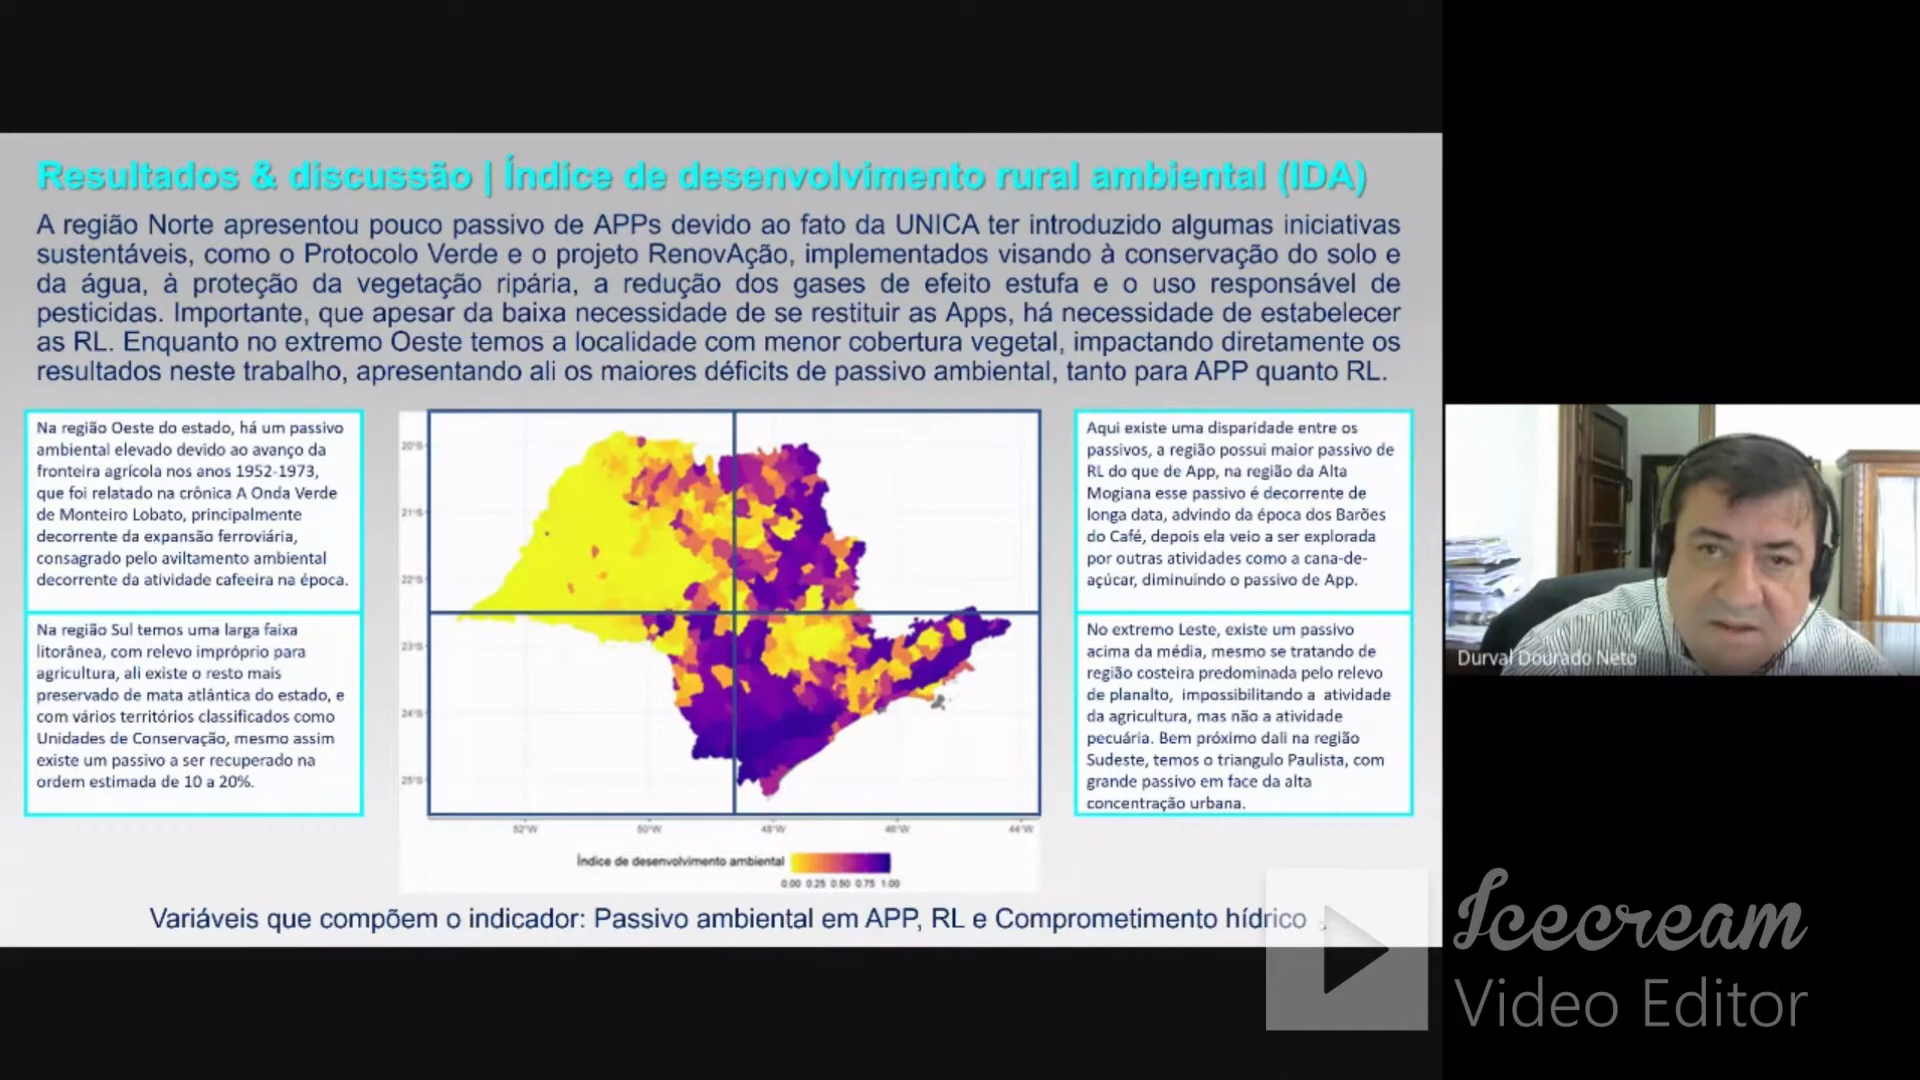 Resultados & discussão | Índice de desenvolvimento rural ambiental (IDA)
A região Norte apresentou pouco passivo de APPs devido ao fato da UNICA ter introduzido algumas iniciativas
sustentáveis, como o Protocolo Verde e o projeto RenovAção, implementados visando à conservação do solo e
da água, à proteção da vegetação ripária, a redução dos gases de efeito estufa e o uso responsável de
pesticidas. Importante, que apesar da baixa necessidade de se restituir as Apps, há necessidade de estabelecer
as RL. Enquanto no extremo Oeste temos a localidade com menor cobertura vegetal, impactando diretamente os
resultados neste trabalho, apresentando ali os maiores déficits de passivo ambiental, tanto para APP quanto RL.
Na região Oeste do estado, há um passivo
ambiental elevado devido ao avanço da
fronteira agrícola nos anos 1952-1973,
que foi relatado na crônica A Onda Verde
de Monteiro Lobato, principalmente
decorrente da expansão ferroviária,
consagrado pelo aviltamento ambiental
decorrente da atividade cafeeira na época.
Na região Sul temos uma larga faixa
litorânea, com relevo impróprio para
agricultura, ali existe o resto mais
preservado de mata atlântica do estado, e
com vários territórios classificados como
Unidades de Conservação, mesmo assim
existe um passivo a ser recuperado na
ordem estimada de 10 a 20%.
20°S
21°S
22°S
23°S
24°S
25°S
52°W 50°W 48°W 46°W 44°W
Índice de desenvolvimento ambiental
0.00 0.25 0.50 0.75 1.00
Aqui existe uma disparidade entre os
passivos, a região possui maior passivo de
RL do que de App, na região da Alta
Mogiana esse passivo é decorrente de
longa data, advindo da época dos Barões
do Café, depois ela veio a ser explorada
por outras atividades como a cana-de-
açúcar, diminuindo o passivo de App.
No extremo Leste, existe um passivo
acima da média, mesmo se tratando de
região costeira predominada pelo relevo
de planalto, impossibilitando a atividade
da agricultura, mas não a atividade
pecuária. Bem próximo dali na região
Sudeste, temos o triangulo Paulista, com
grande passivo em face da alta
concentração urbana.
Variáveis que compõem o indicador: Passivo ambiental em APP, RL e Comprometimento hídrico
Durval Dourado Neto
Icecream
Video Editor